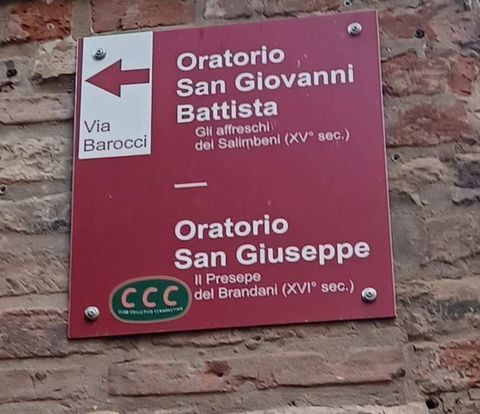 Via
Barocci
Oratorio
San Giovanni
Battista
Gli affreschi
dei Salimbeni (XV° sec.)
Oratorio
San Giuseppe
Il Presepe
del Brandani (XVI° sec.)
CCC